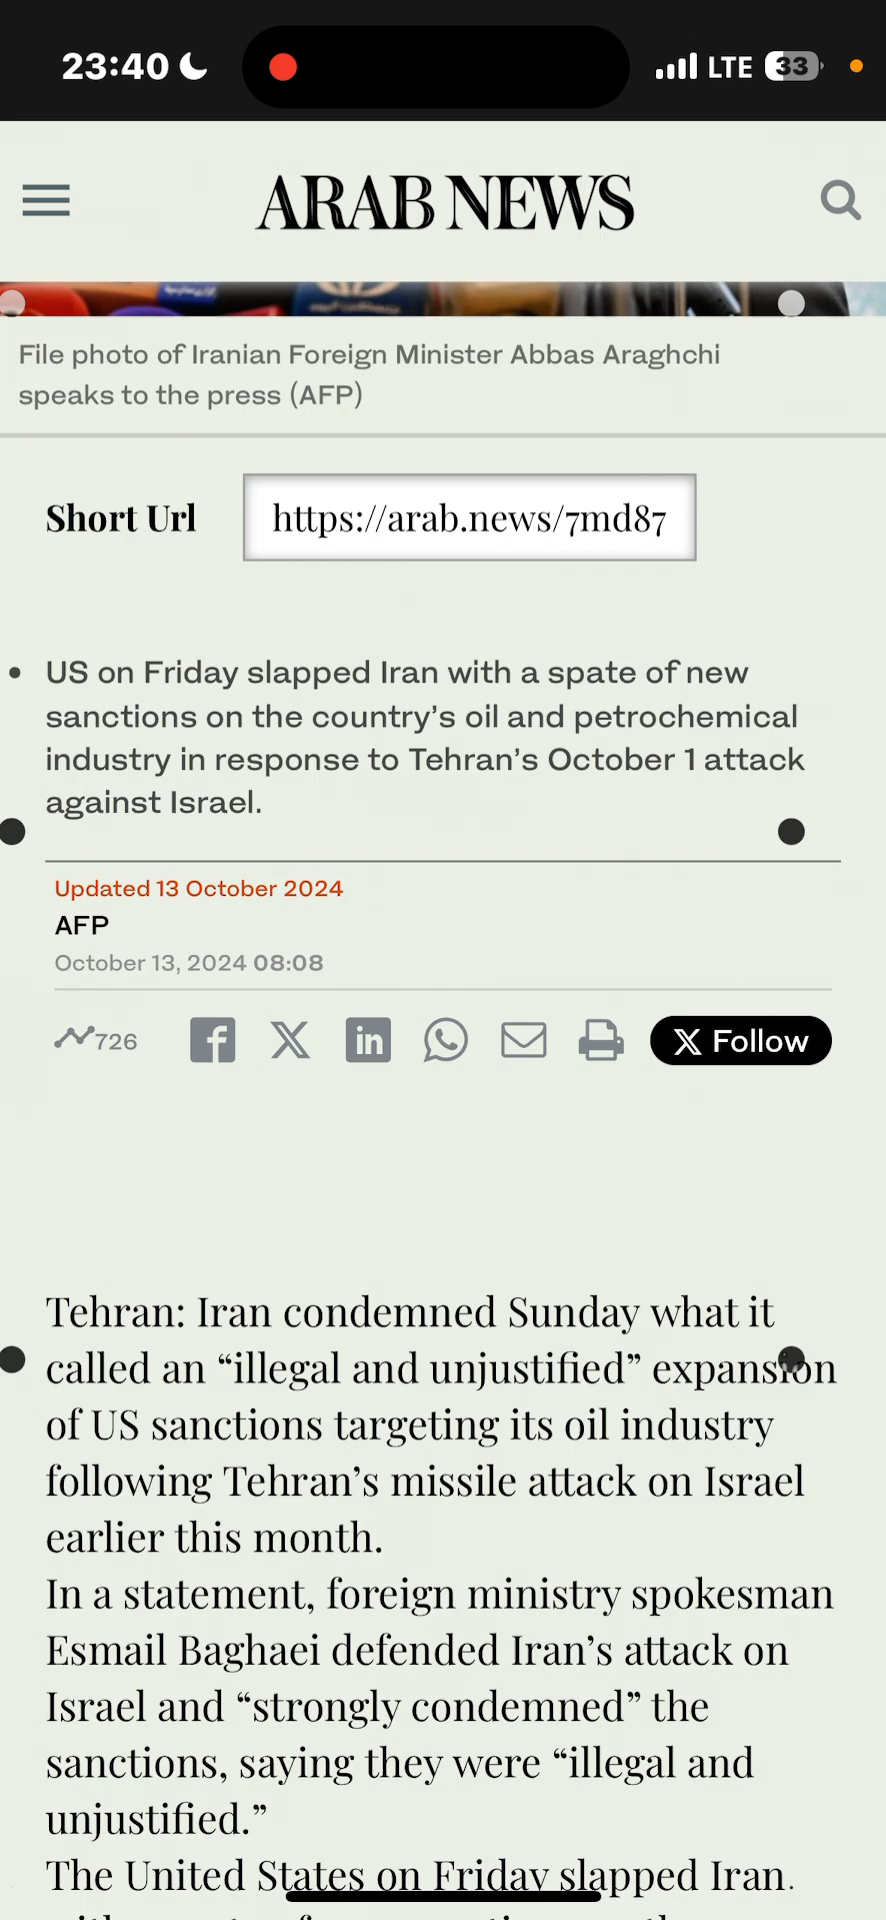 23:40
LTE 33
ARAB NEWS
File photo of Iranian Foreign Minister Abbas Araghchi
speaks to the press (AFP)
Short Url https://arab.news/7md87
• US on Friday slapped Iran with a spate of new
sanctions on the country’s oil and petrochemical
industry in response to Tehran’s October 1 attack
against Israel.
Updated 13 October 2024
AFP
October 13, 2024 08:08
726 Follow
Tehran: Iran condemned Sunday what it
called an “illegal and unjustified” expansion
of US sanctions targeting its oil industry
following Tehran’s missile attack on Israel
earlier this month.
In a statement, foreign ministry spokesman
Esmail Baghaei defended Iran’s attack on
Israel and “strongly condemned” the
sanctions, saying they were “illegal and
unjustified.”
The United States on Friday slapped Iran